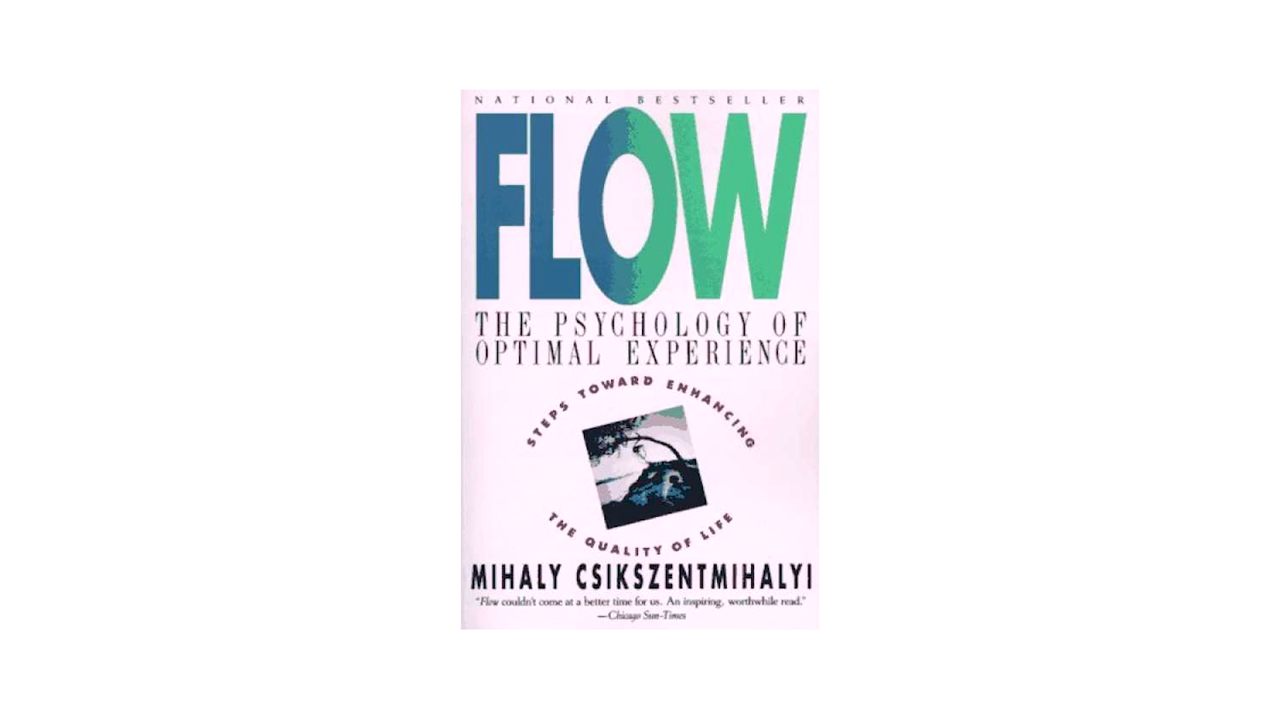 NATIONAL BESTSELLER
FLOW
THE PSYCHOLOGY OF
OPTIMAL EXPERIENCE
STEPS TOWARD ENHANCING
THE QUALITY OF LIFE
MIHALY CSIKSZENTMIHALYI
"Flow couldn't come at a better time for us. An inspiring, worthwhile read."
—Chicago Sun-Times